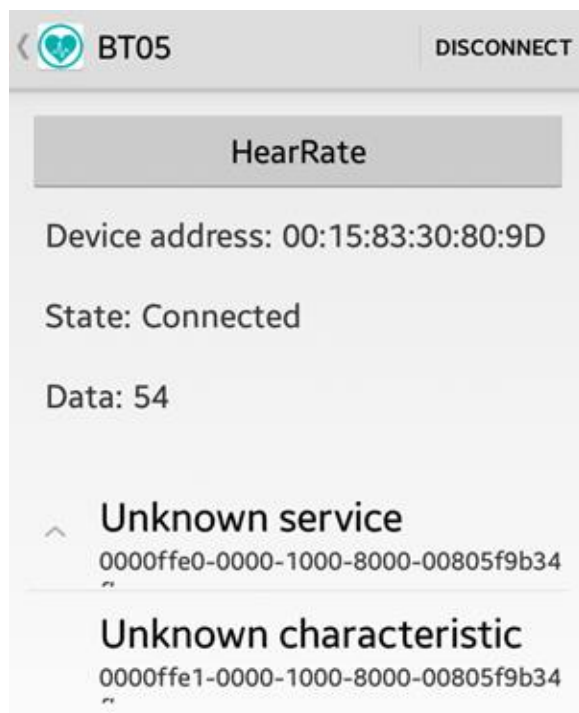 BT05
DISCONNECT
HearRate
Device address: 00:15:83:30:80:9D
State: Connected
Data: 54
Unknown service
0000ffe0-0000-1000-8000-00805f9b34
Unknown characteristic
0000ffe1-0000-1000-8000-00805f9b34